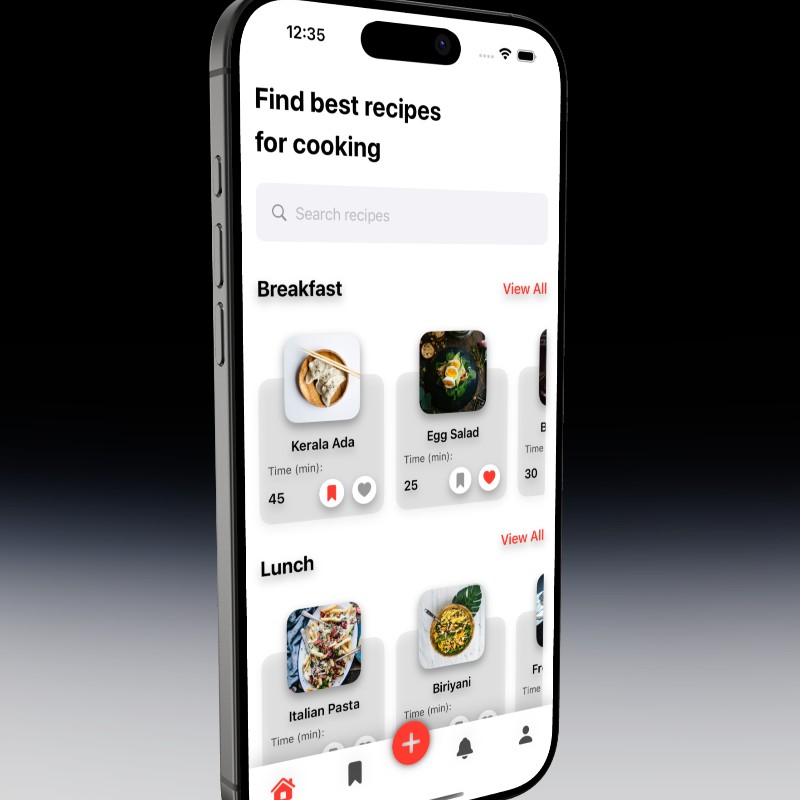 12:35
Find best recipes
for cooking
Search recipes
Breakfast
View All
Kerala Ada
Time (min):
45
Egg Salad
Time (min):
25
Time
30
Lunch
View All
Italian Pasta
Time (min):
Biriyani
Time (min):
Time